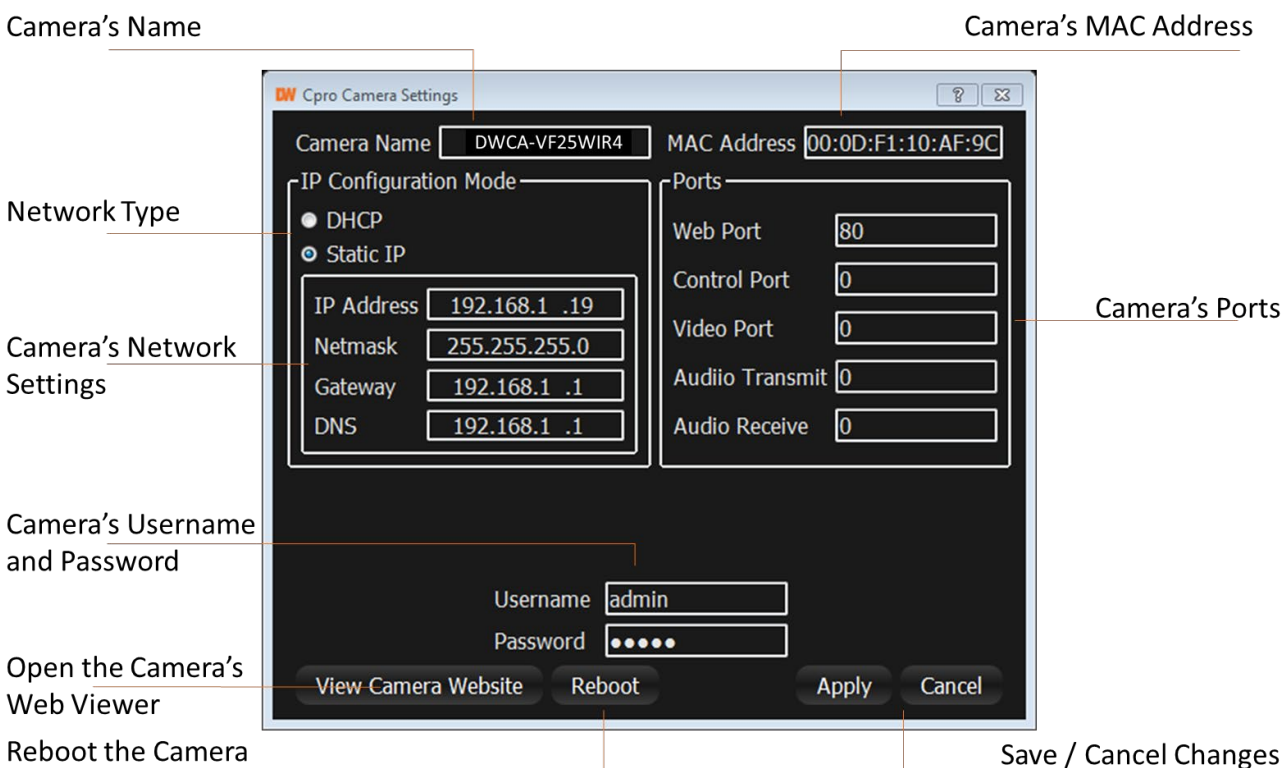 Camera’s Name
Camera’s MAC Address
DW Cpro Camera Settings
?
Camera Name DWCA-VF25WIR4 MAC Address 00:0D:F1:10:AF:9C
IP Configuration Mode
Ports
Network Type
DHCP
Static IP
Web Port 80
Control Port 0
Video Port 0
Audiio Transmit 0
Audio Receive 0
Camera’s Ports
Camera’s Network
Settings
IP Address 192.168.1 .19
Netmask 255.255.255.0
Gateway 192.168.1 .1
DNS 192.168.1 .1
Camera’s Username
and Password
Username admin
Password ●●●●●
Open the Camera’s
Web Viewer
View Camera Website Reboot Apply Cancel
Reboot the Camera
Save / Cancel Changes